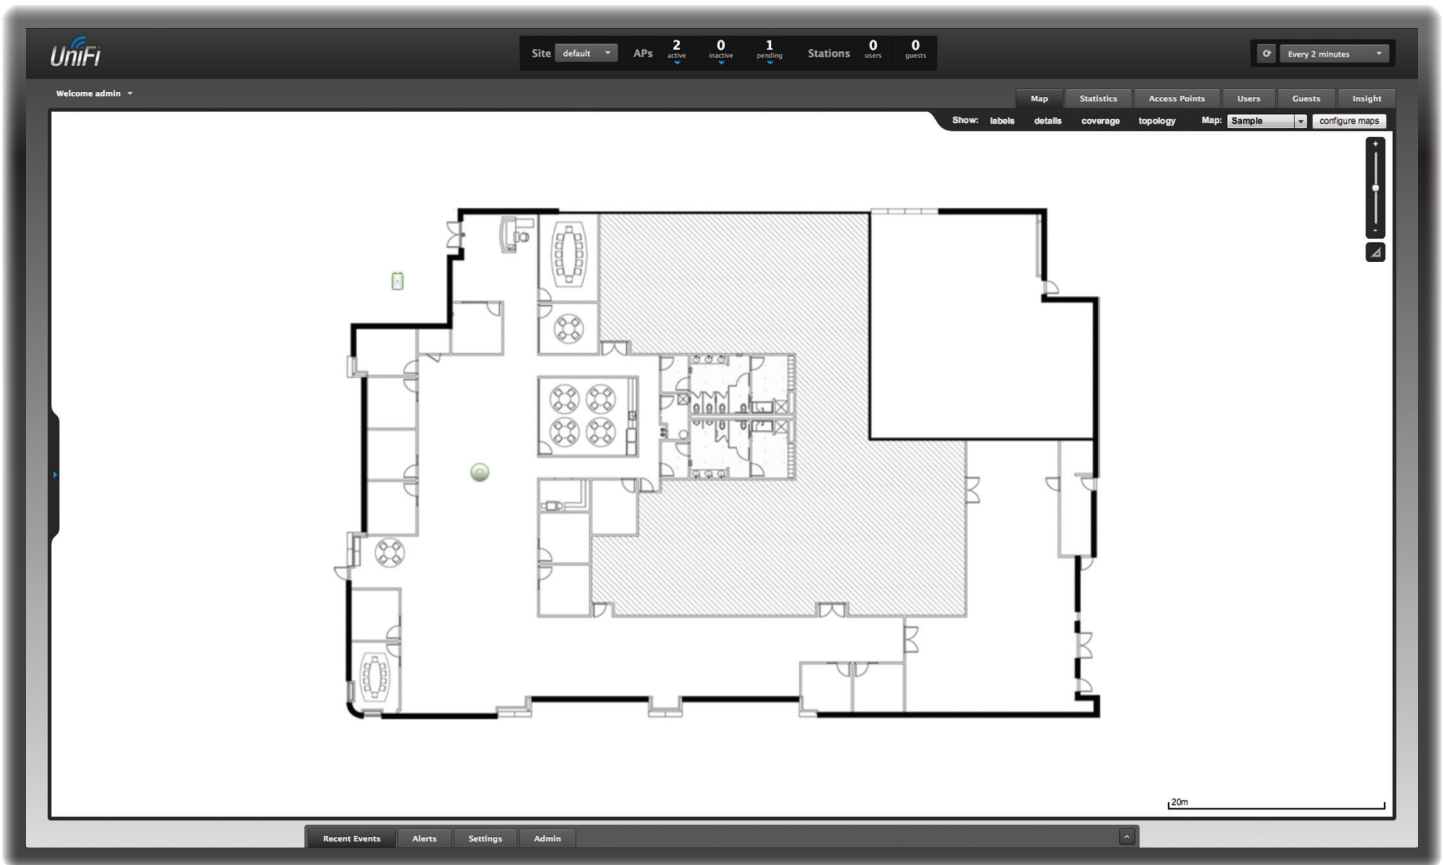 UniFi
Site default APs 2 active 0 inactive 1 pending Stations 0 users 0 guests
Every 2 minutes
Welcome admin
Map Statistics Access Points Users Guests Insight
Show: labels details coverage topology Map: Sample configure maps
+
-
20m
Recent Events Alerts Settings Admin